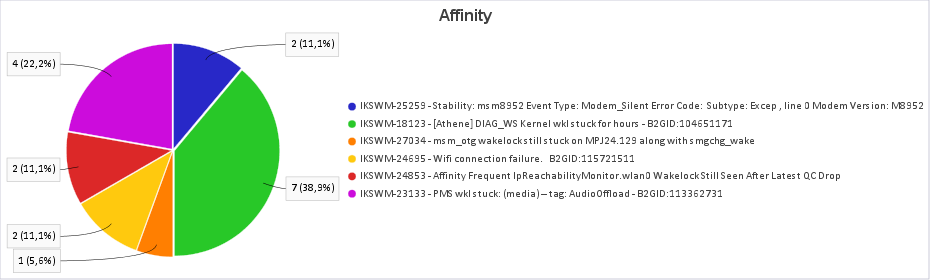 Affinity
2 (11,1%)
4 (22,2%)
7 (38,9%)
2 (11,1%)
2 (11,1%)
1 (5,6%)
IKSWM-25259 - Stability: msm8952 Event Type: Modem_Silent Error Code: Subtype: Excep , line 0 Modem Version: M8952
IKSWM-18123 - [Athene] DIAG_WS Kernel wkl stuck for hours - B2GID:104651171
IKSWM-27034 - msm_otg wakelock still stuck on MPJ24.129 along with smgchg_wake
IKSWM-24695 - Wifi connection failure. B2GID:115721511
IKSWM-24853 - Affinity Frequent IpReachabilityMonitor.wlan0 Wakelock Still Seen After Latest QC Drop
IKSWM-23133 - PMS wkl stuck: (media) -- tag: AudioOffload - B2GID:113362731